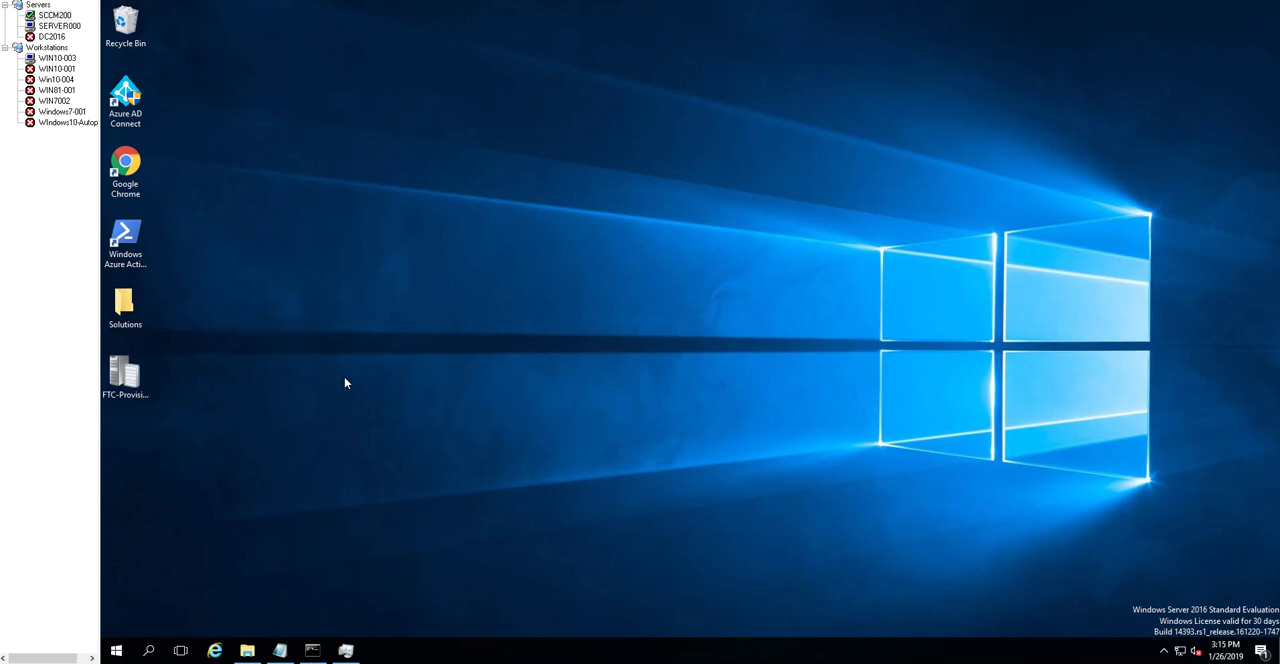 Servers
SCCM200
SERVER000
DC2016
Workstations
WIN10-003
WIN10-001
Win10-004
WIN81-001
WIN7002
Windows7-001
WIndows10-Autop
Recycle Bin
Azure AD
Connect
Google
Chrome
Windows
Azure Acti...
Solutions
FTC-Provisi...
Windows Server 2016 Standard Evaluation
Windows License valid for 30 days
Build 14393.rs1_release.161220-1747
3:15 PM
1/26/2019
1